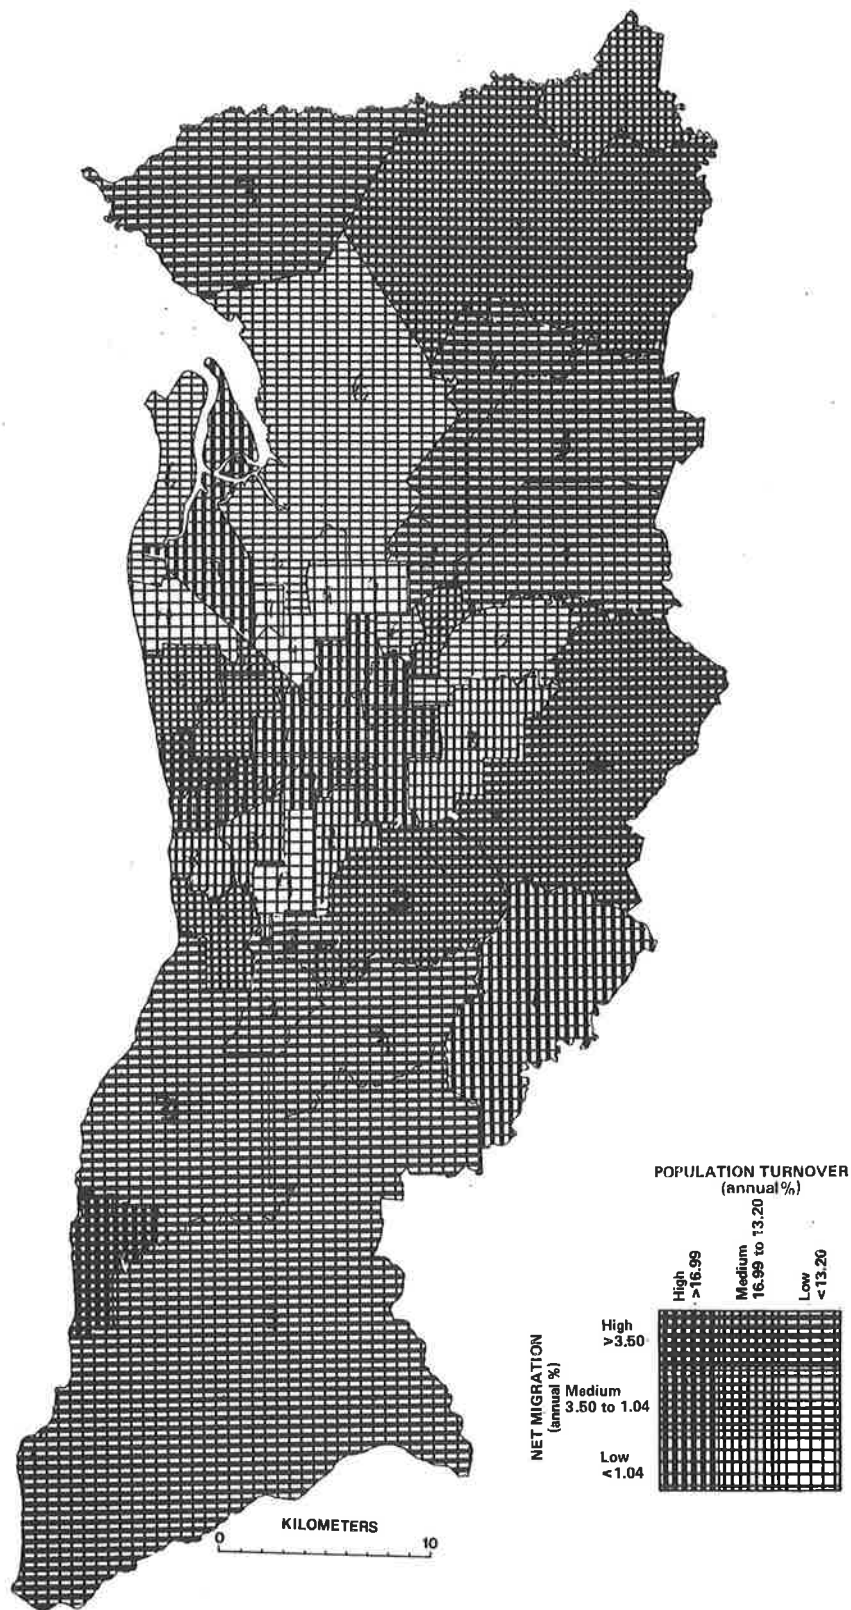 POPULATION TURNOVER
(annual%)
High
>16.99
Medium
16.99 to 13.20
Low
<13.20
NET MIGRATION
(annual %)
High
>3.50
Medium
3.50 to 1.04
Low
<1.04
KILOMETERS
0 10